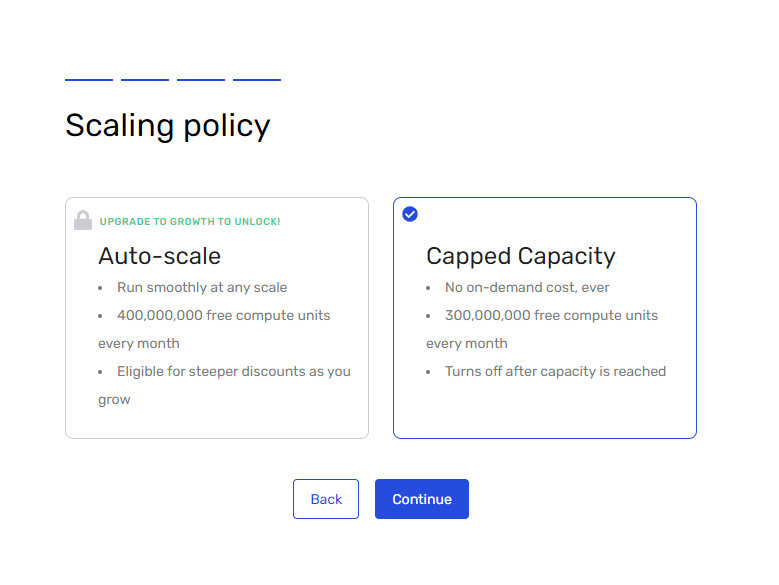 Scaling policy
UPGRADE TO GROWTH TO UNLOCK!
Auto-scale
• Run smoothly at any scale
• 400,000,000 free compute units
every month
• Eligible for steeper discounts as you
grow
Capped Capacity
• No on-demand cost, ever
• 300,000,000 free compute units
every month
• Turns off after capacity is reached
Back
Continue